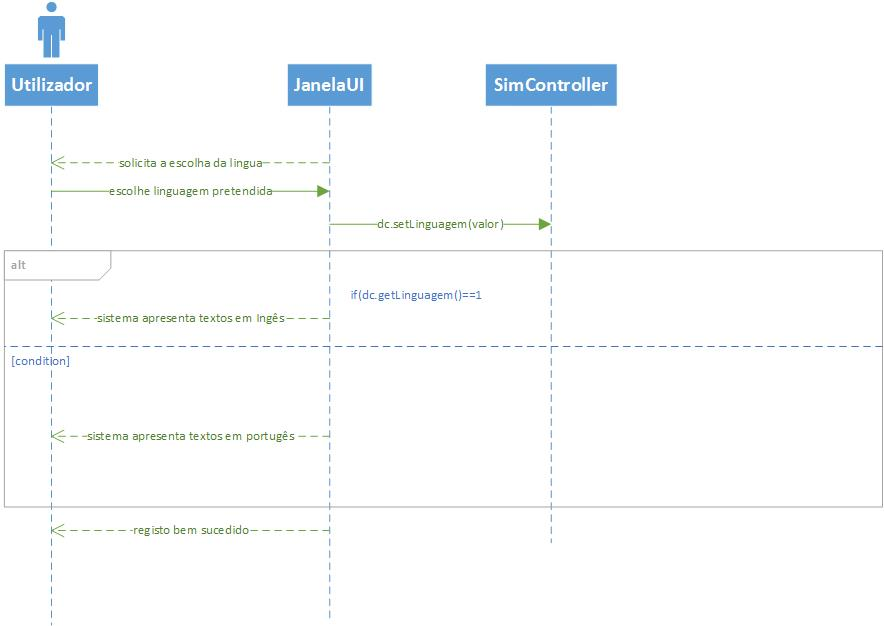 Utilizador
JanelaUI
SimController
solicita a escolha da lingua
escolhe linguagem pretendida
dc.setLinguagem(valor)
alt
if(dc.getLinguagem()==1
sistema apresenta textos em Ingês
[condition]
sistema apresenta textos em portugês
registo bem sucedido